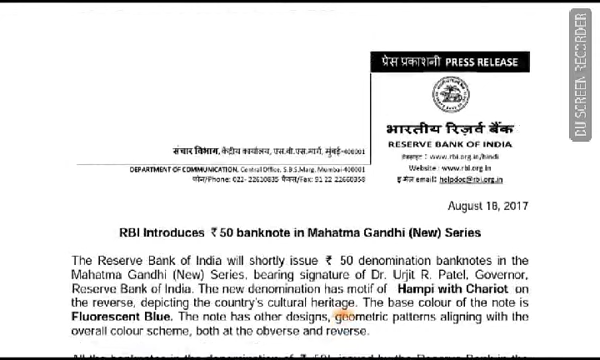 प्रेस प्रकाशनी PRESS RELEASE
भारतीय रिज़र्व बैंक
RESERVE BANK OF INDIA
वेबसाइट : www.rbi.org.in/hindi
Website : www.rbi.org.in
इ-मेल email: helpdoc@rbi.org.in
संचार विभाग, केंद्रीय कार्यालय, एस.बी.एस.मार्ग, मुंबई-400001
DEPARTMENT OF COMMUNICATION, Central Office, S.B.S.Marg, Mumbai-400001
फोन/Phone: 022- 22610835 फैक्स/Fax: 91 22 22660358
August 18, 2017
RBI Introduces ₹ 50 banknote in Mahatma Gandhi (New) Series
The Reserve Bank of India will shortly issue ₹ 50 denomination banknotes in the
Mahatma Gandhi (New) Series, bearing signature of Dr. Urjit R. Patel, Governor,
Reserve Bank of India. The new denomination has motif of Hampi with Chariot on
the reverse, depicting the country's cultural heritage. The base colour of the note is
Fluorescent Blue. The note has other designs, geometric patterns aligning with the
overall colour scheme, both at the obverse and reverse.
DU SCREEN RECORDER